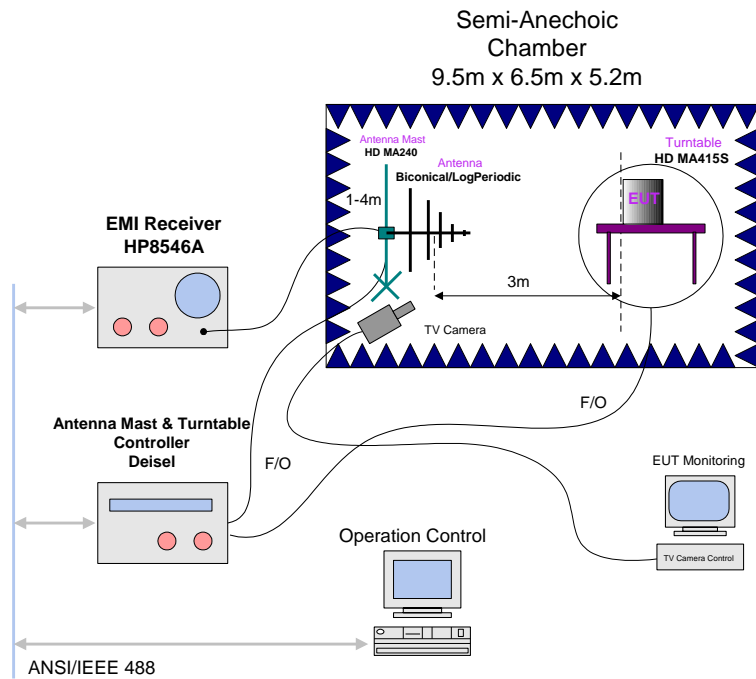 Semi-Anechoic
Chamber
9.5m x 6.5m x 5.2m
Antenna Mast
HD MA240
Antenna
Biconical/LogPeriodic
Turntable
HD MA415S
1-4m
EUT
EMI Receiver
HP8546A
3m
TV Camera
F/O
Antenna Mast & Turntable
Controller
Deisel
F/O
EUT Monitoring
TV Camera Control
Operation Control
ANSI/IEEE 488